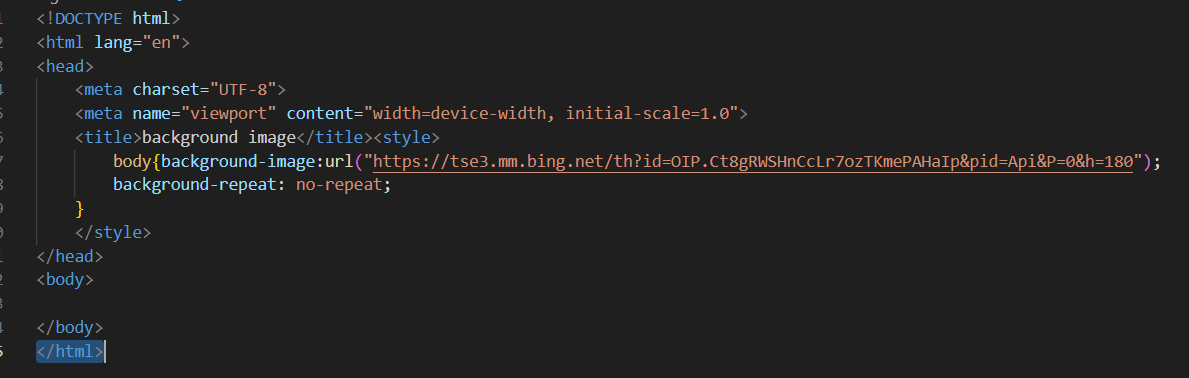 <!DOCTYPE html>
<html lang="en">
<head>
    <meta charset="UTF-8">
    <meta name="viewport" content="width=device-width, initial-scale=1.0">
    <title>background image</title><style>
        body{background-image:url("https://tse3.mm.bing.net/th?id=OIP.Ct8gRWSHnCcLr7ozTKmePAHaIp&pid=Api&P=0&h=180");
        background-repeat: no-repeat;
    }
    </style>
</head>
<body>

</body>
</html>